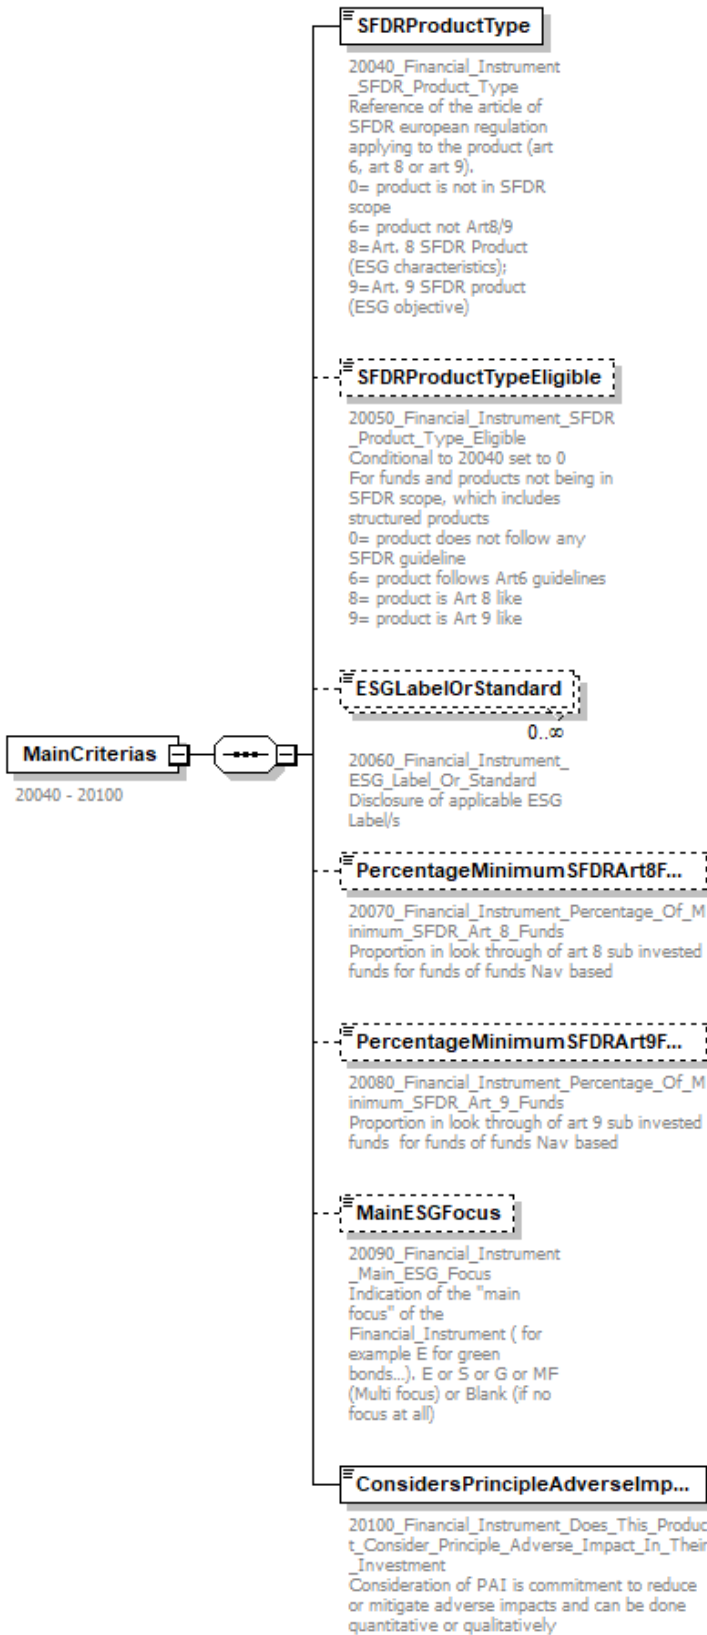 SFDRProductType
20040_Financial_Instrument
_SFDR_Product_Type
Reference of the article of
SFDR european regulation
applying to the product (art
6, art 8 or art 9).
0= product is not in SFDR
scope
6= product not Art8/9
8=Art. 8 SFDR Product
(ESG characteristics);
9=Art. 9 SFDR product
(ESG objective)
SFDRProductTypeEligible
20050_Financial_Instrument_SFDR
_Product_Type_Eligible
Conditional to 20040 set to 0
For funds and products not being in
SFDR scope, which includes
structured products
0= product does not follow any
SFDR guideline
6= product follows Art6 guidelines
8= product is Art 8 like
9= product is Art 9 like
ESGLabelOrStandard
0..∞
20060_Financial_Instrument_
ESG_Label_Or_Standard
Disclosure of applicable ESG
Label/s
MainCriterias
20040 - 20100
PercentageMinimumSFDRArt8F...
20070_Financial_Instrument_Percentage_Of_M
inimum_SFDR_Art_8_Funds
Proportion in look through of art 8 sub invested
funds for funds of funds Nav based
PercentageMinimumSFDRArt9F...
20080_Financial_Instrument_Percentage_Of_M
inimum_SFDR_Art_9_Funds
Proportion in look through of art 9 sub invested
funds  for funds of funds Nav based
MainESGFocus
20090_Financial_Instrument
_Main_ESG_Focus
Indication of the "main
focus" of the
Financial_Instrument ( for
example E for green
bonds...). E or S or G or MF
(Multi focus) or Blank (if no
focus at all)
ConsidersPrincipleAdverseImp...
20100_Financial_Instrument_Does_This_Produc
t_Consider_Principle_Adverse_Impact_In_Their
_Investment
Consideration of PAI is commitment to reduce
or mitigate adverse impacts and can be done
quantitative or qualitatively